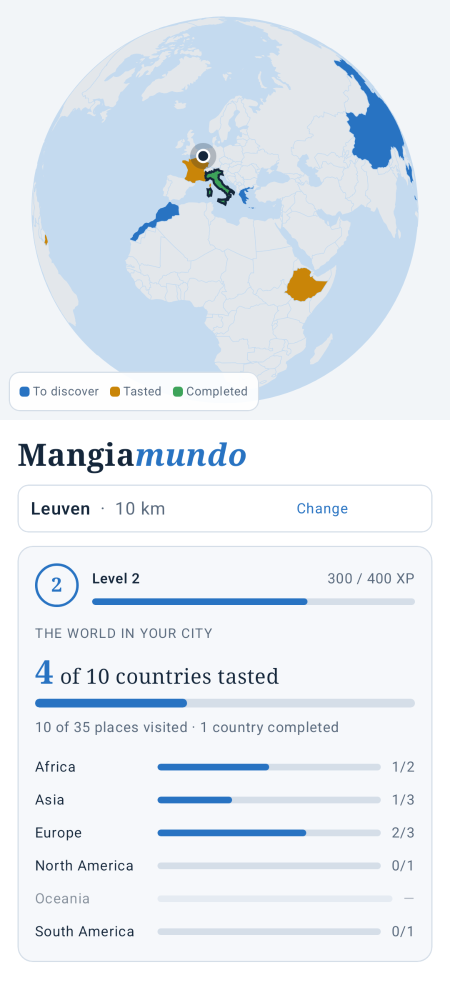 To discover Tasted Completed
Mangiamundo
Leuven · 10 km Change
2 Level 2 300 / 400 XP
THE WORLD IN YOUR CITY
4 of 10 countries tasted
10 of 35 places visited · 1 country completed
Africa 1/2
Asia 1/3
Europe 2/3
North America 0/1
Oceania —
South America 0/1